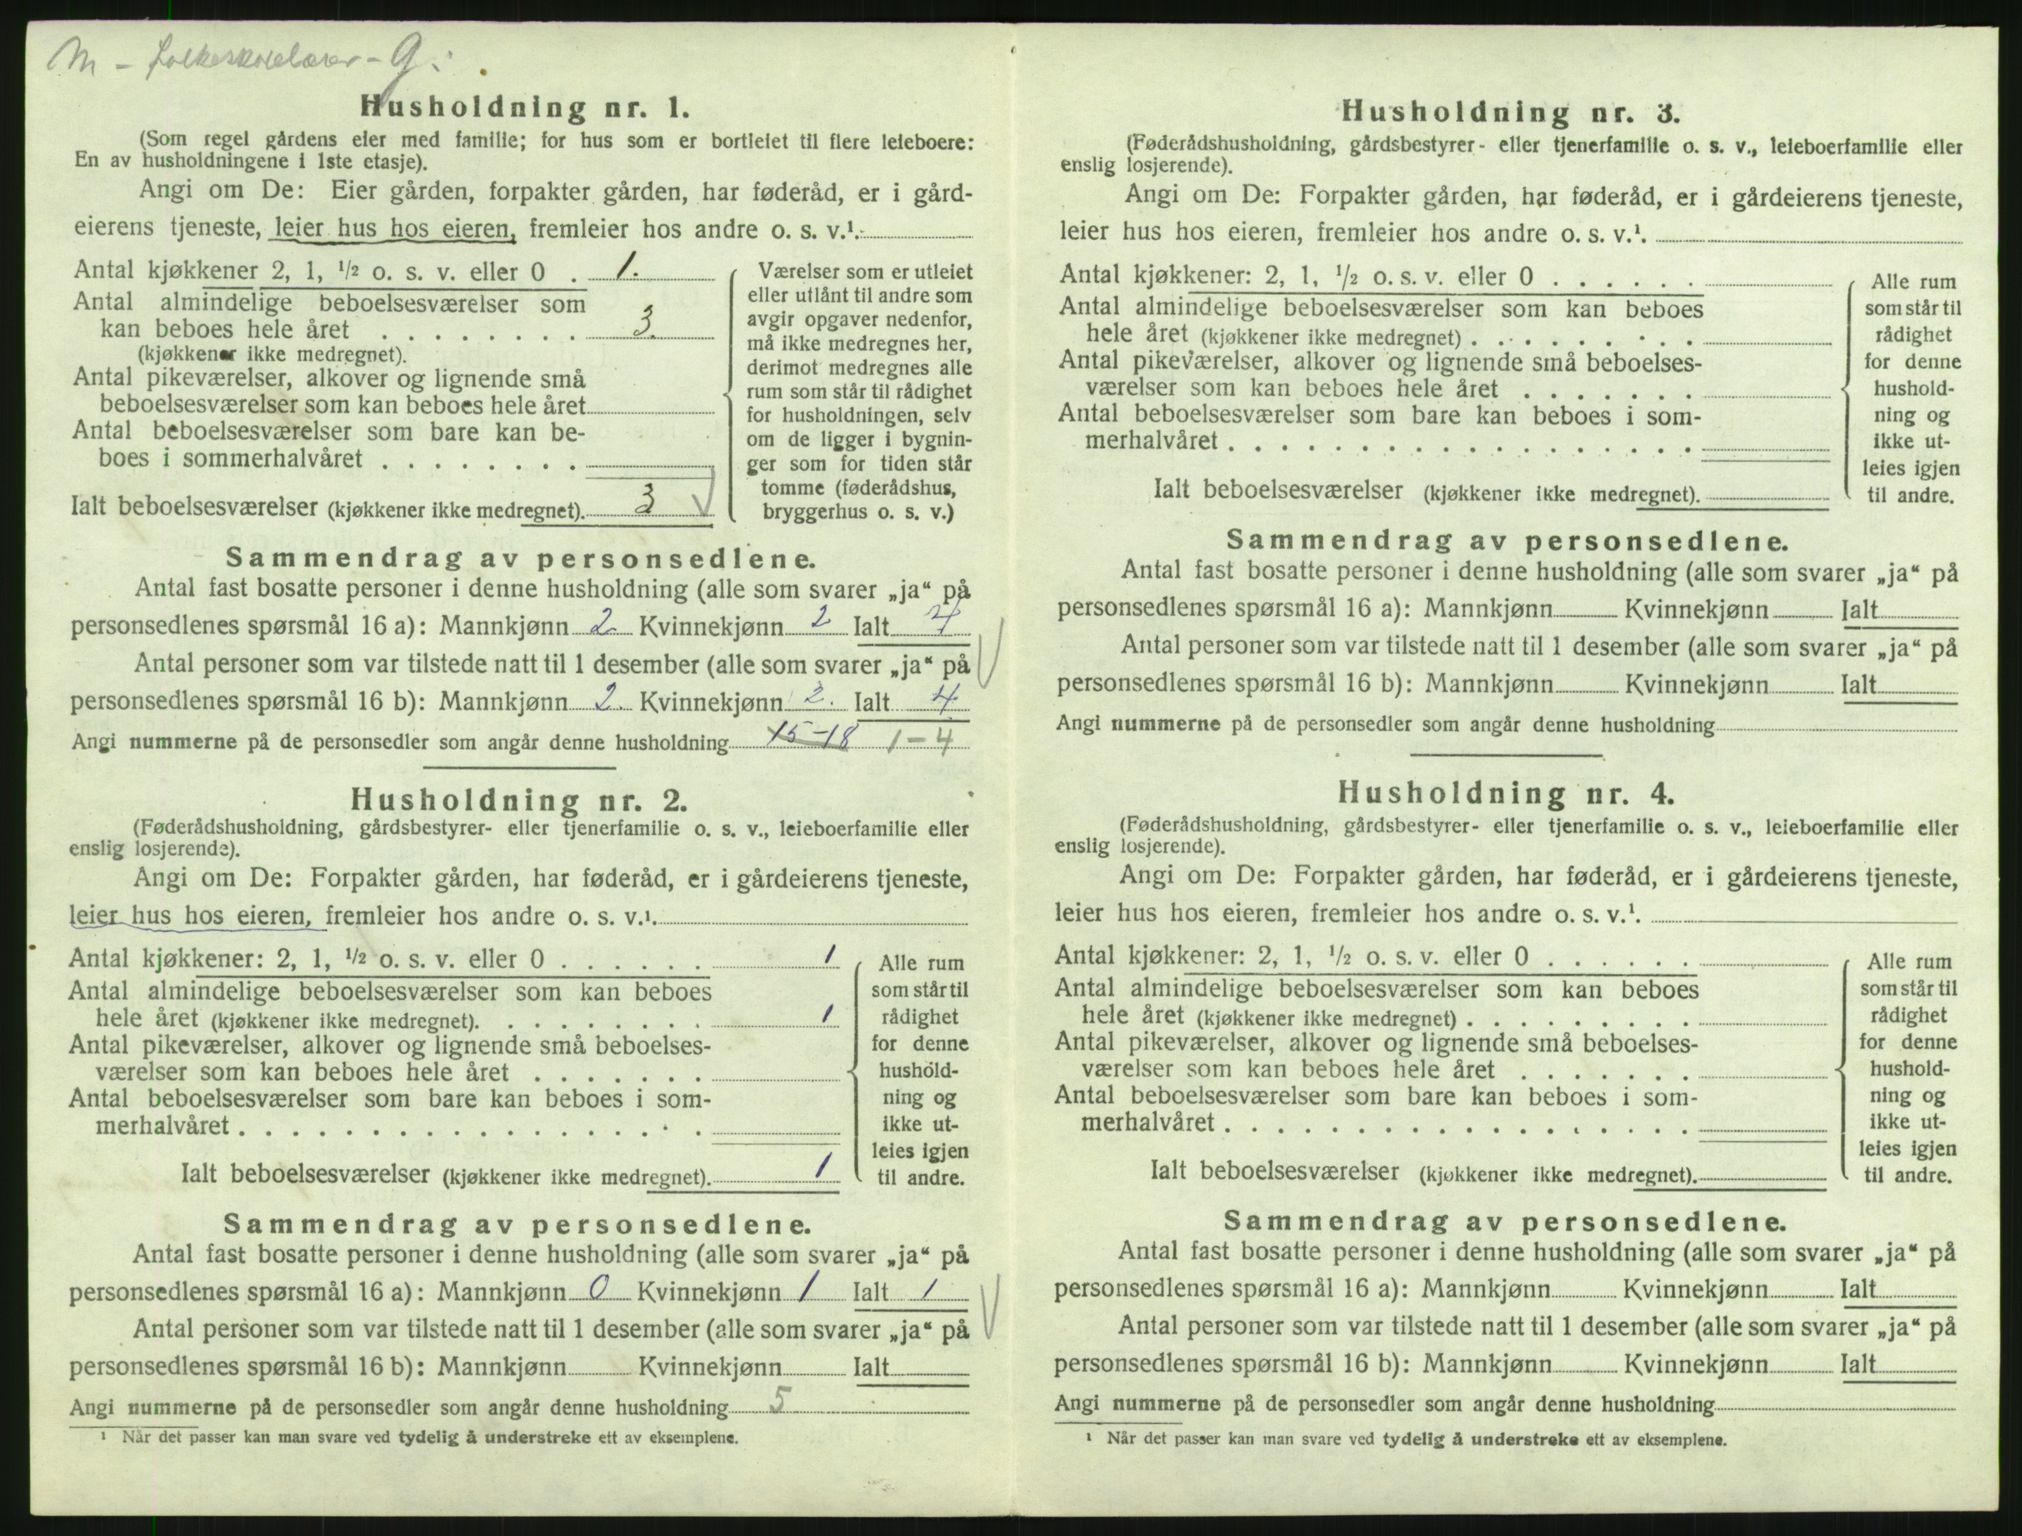 M - folkeskolelærer - G.
Husholdning nr. 1.
(Som regel gårdens eier med familie; for hus som er bortleiet til flere leieboere:
En av husholdningene i 1ste etasje).
Angi om De: Eier gården, forpakter gården, har føderåd, er i gård-
eierens tjeneste, leier hus hos eieren, fremleier hos andre o. s. v.¹.
Antal kjøkkener 2, 1, ½ o. s. v. eller 0 . 1.
Antal almindelige beboelsesværelser som
kan beboes hele året . . . . . . . . 3.
(kjøkkener ikke medregnet).
Antal pikeværelser, alkover og lignende små
beboelsesværelser som kan beboes hele året
Antal beboelsesværelser som bare kan be-
boes i sommerhalvåret . . . . . . . .
Ialt beboelsesværelser (kjøkkener ikke medregnet). 3
Værelser som er utleiet
eller utlånt til andre som
avgir opgaver nedenfor,
må ikke medregnes her,
derimot medregnes alle
rum som står til rådighet
for husholdningen, selv
om de ligger i bygnin-
ger som for tiden står
tomme (føderådshus,
bryggerhus o. s. v.)
Sammendrag av personsedlene.
Antal fast bosatte personer i denne husholdning (alle som svarer „ja“ på
personsedlenes spørsmål 16 a): Mannkjønn 2 Kvinnekjønn 2 Ialt 4
Antal personer som var tilstede natt til 1 desember (alle som svarer „ja“ på
personsedlenes spørsmål 16 b): Mannkjønn 2. Kvinnekjønn 2. Ialt 4
Angi nummerne på de personsedler som angår denne husholdning 15-18 1-4
Husholdning nr. 2.
(Føderådshusholdning, gårdsbestyrer- eller tjenerfamilie o. s. v., leieboerfamilie eller
enslig losjerende).
Angi om De: Forpakter gården, har føderåd, er i gårdeierens tjeneste,
leier hus hos eieren, fremleier hos andre o. s. v.¹.
Antal kjøkkener: 2, 1, ½ o. s. v. eller 0 . . . . . . 1
Antal almindelige beboelsesværelser som kan beboes
hele året (kjøkkener ikke medregnet). . . . . . . . . 1
Antal pikeværelser, alkover og lignende små beboelses-
værelser som kan beboes hele året . . . . . . .
Antal beboelsesværelser som bare kan beboes i som-
merhalvåret . . . . . . . . . . . . . . . . . .
Ialt beboelsesværelser (kjøkkener ikke medregnet). 1
Alle rum
som står til
rådighet
for denne
hushold-
ning og
ikke ut-
leies igjen
til andre.
Sammendrag av personsedlene.
Antal fast bosatte personer i denne husholdning (alle som svarer „ja“ på
personsedlenes spørsmål 16 a): Mannkjønn 0 Kvinnekjønn 1 Ialt 1
Antal personer som var tilstede natt til 1 desember (alle som svarer „ja“ på
personsedlenes spørsmål 16 b): Mannkjønn Kvinnekjønn Ialt
Angi nummerne på de personsedler som angår denne husholdning 5
¹ Når det passer kan man svare ved tydelig å understreke ett av eksemplene.
Husholdning nr. 3.
(Føderådshusholdning, gårdsbestyrer- eller tjenerfamilie o. s. v., leieboerfamilie eller
enslig losjerende).
Angi om De: Forpakter gården, har føderåd, er i gårdeierens tjeneste,
leier hus hos eieren, fremleier hos andre o. s. v.¹.
Antal kjøkkener: 2, 1, ½ o. s. v. eller 0 . . . . . .
Antal almindelige beboelsesværelser som kan beboes
hele året (kjøkkener ikke medregnet) . . . . . . . . .
Antal pikeværelser, alkover og lignende små beboelses-
værelser som kan beboes hele året . . . . . . .
Antal beboelsesværelser som bare kan beboes i som-
merhalvåret . . . . . . . . . . . . . . . . . .
Ialt beboelsesværelser (kjøkkener ikke medregnet).
Alle rum
som står til
rådighet
for denne
hushold-
ning og
ikke ut-
leies igjen
til andre.
Sammendrag av personsedlene.
Antal fast bosatte personer i denne husholdning (alle som svarer „ja“ på
personsedlenes spørsmål 16 a): Mannkjønn Kvinnekjønn Ialt
Antal personer som var tilstede natt til 1 desember (alle som svarer „ja“ på
personsedlenes spørsmål 16 b): Mannkjønn Kvinnekjønn Ialt
Angi nummerne på de personsedler som angår denne husholdning
Husholdning nr. 4.
(Føderådshusholdning, gårdsbestyrer- eller tjenerfamilie o. s. v., leieboerfamilie eller
enslig losjerende).
Angi om De: Forpakter gården, har føderåd, er i gårdeierens tjeneste,
leier hus hos eieren, fremleier hos andre o. s. v.¹.
Antal kjøkkener: 2, 1, ½ o. s. v. eller 0 . . . . . .
Antal almindelige beboelsesværelser som kan beboes
hele året (kjøkkener ikke medregnet) . . . . . . . . .
Antal pikeværelser, alkover og lignende små beboelses-
værelser som kan beboes hele året . . . . . . .
Antal beboelsesværelser som bare kan beboes i som-
merhalvåret . . . . . . . . . . . . . . . . . .
Ialt beboelsesværelser (kjøkkener ikke medregnet).
Alle rum
som står til
rådighet
for denne
hushold-
ning og
ikke ut-
leies igjen
til andre.
Sammendrag av personsedlene.
Antal fast bosatte personer i denne husholdning (alle som svarer „ja“ på
personsedlenes spørsmål 16 a): Mannkjønn Kvinnekjønn Ialt
Antal personer som var tilstede natt til 1 desember (alle som svarer „ja“ på
personsedlenes spørsmål 16 b): Mannkjønn Kvinnekjønn Ialt
Angi nummerne på de personsedler som angår denne husholdning
¹ Når det passer kan man svare ved tydelig å understreke ett av eksemplene.